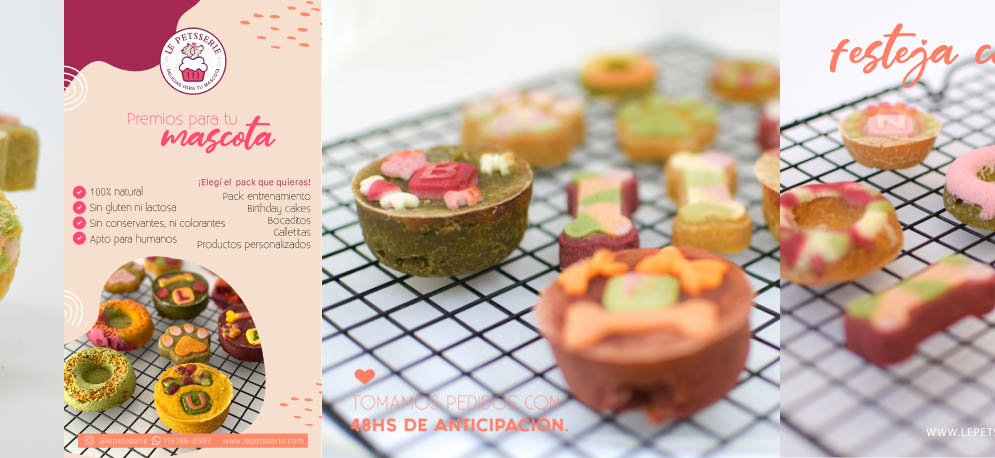 LE PETSSERIE
DELICIAS PARA TU MASCOTA
Premios para tu
mascota
¡Elegí el pack que quieras!
100% natural
Sin gluten ni lactosa
Sin conservantes, ni colorantes
Apto para humanos
Pack entrenamiento
Birthday cakes
Bocaditos
Galletitas
Productos personalizados
L
U
@lepetsserie 116186-8597 www.lepetsserie.com
B
TOMAMOS PEDIDOS CON
48HS DE ANTICIPACIÓN.
festeja c
N
WWW.LEPETS